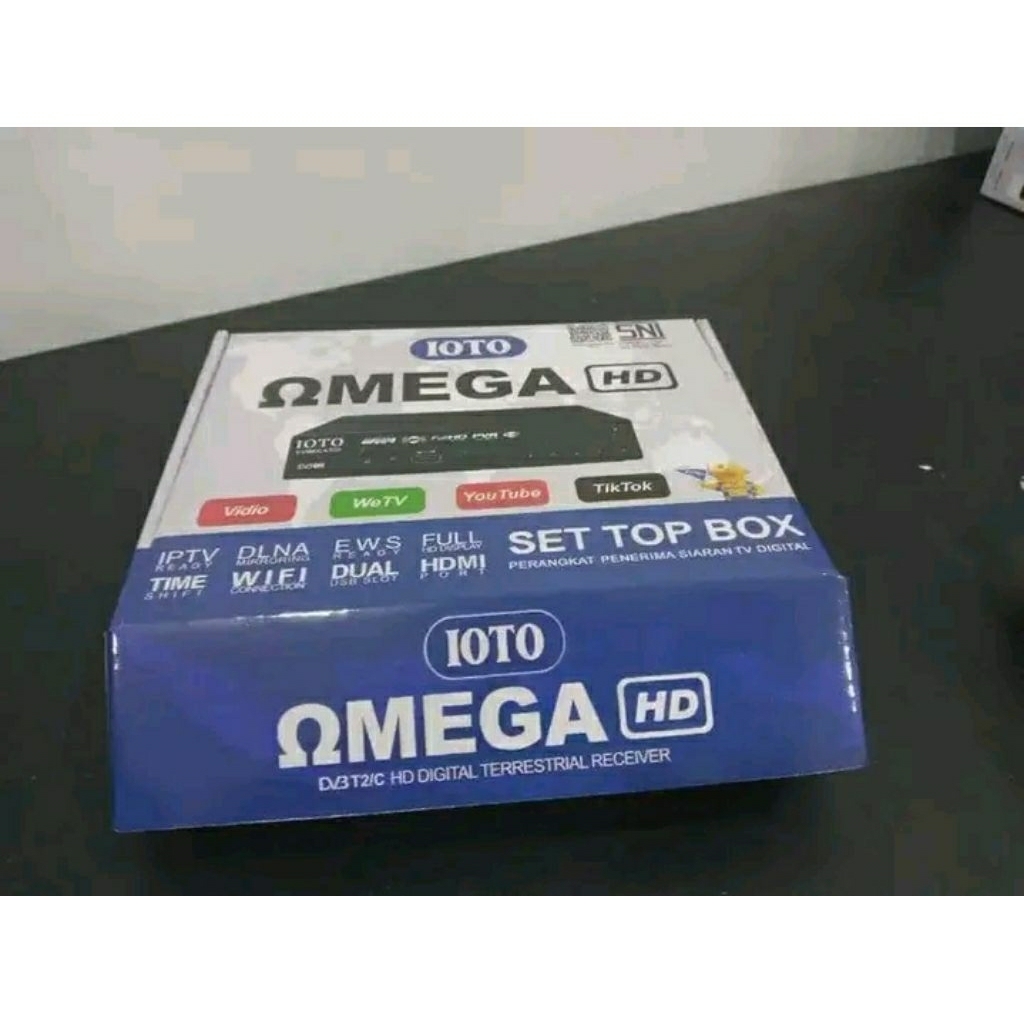 IOTO
SNI
ΩMEGA HD
IOTO
Vidio WeTV YouTube TikTok
IPTV READY DLNA MIRRORING EWS READY FULL HD DISPLAY
TIME SHIFT WIFI CONNECTION DUAL USB SLOT HDMI PORT
SET TOP BOX
PERANGKAT PENERIMA SIARAN TV DIGITAL
IOTO
ΩMEGA HD
DVB T2/C HD DIGITAL TERRESTRIAL RECEIVER